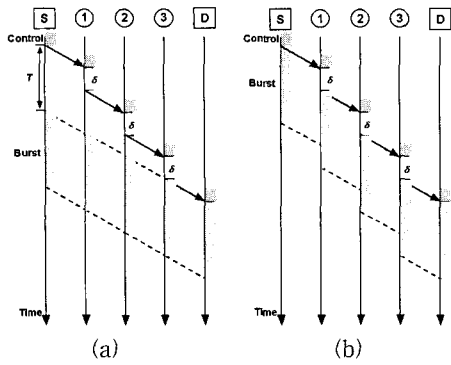 S ① ② ③ D
Control
T
δ
δ
δ
Burst
Time
(a)
S ① ② ③ D
Control
Burst
δ
δ
δ
Time
(b)